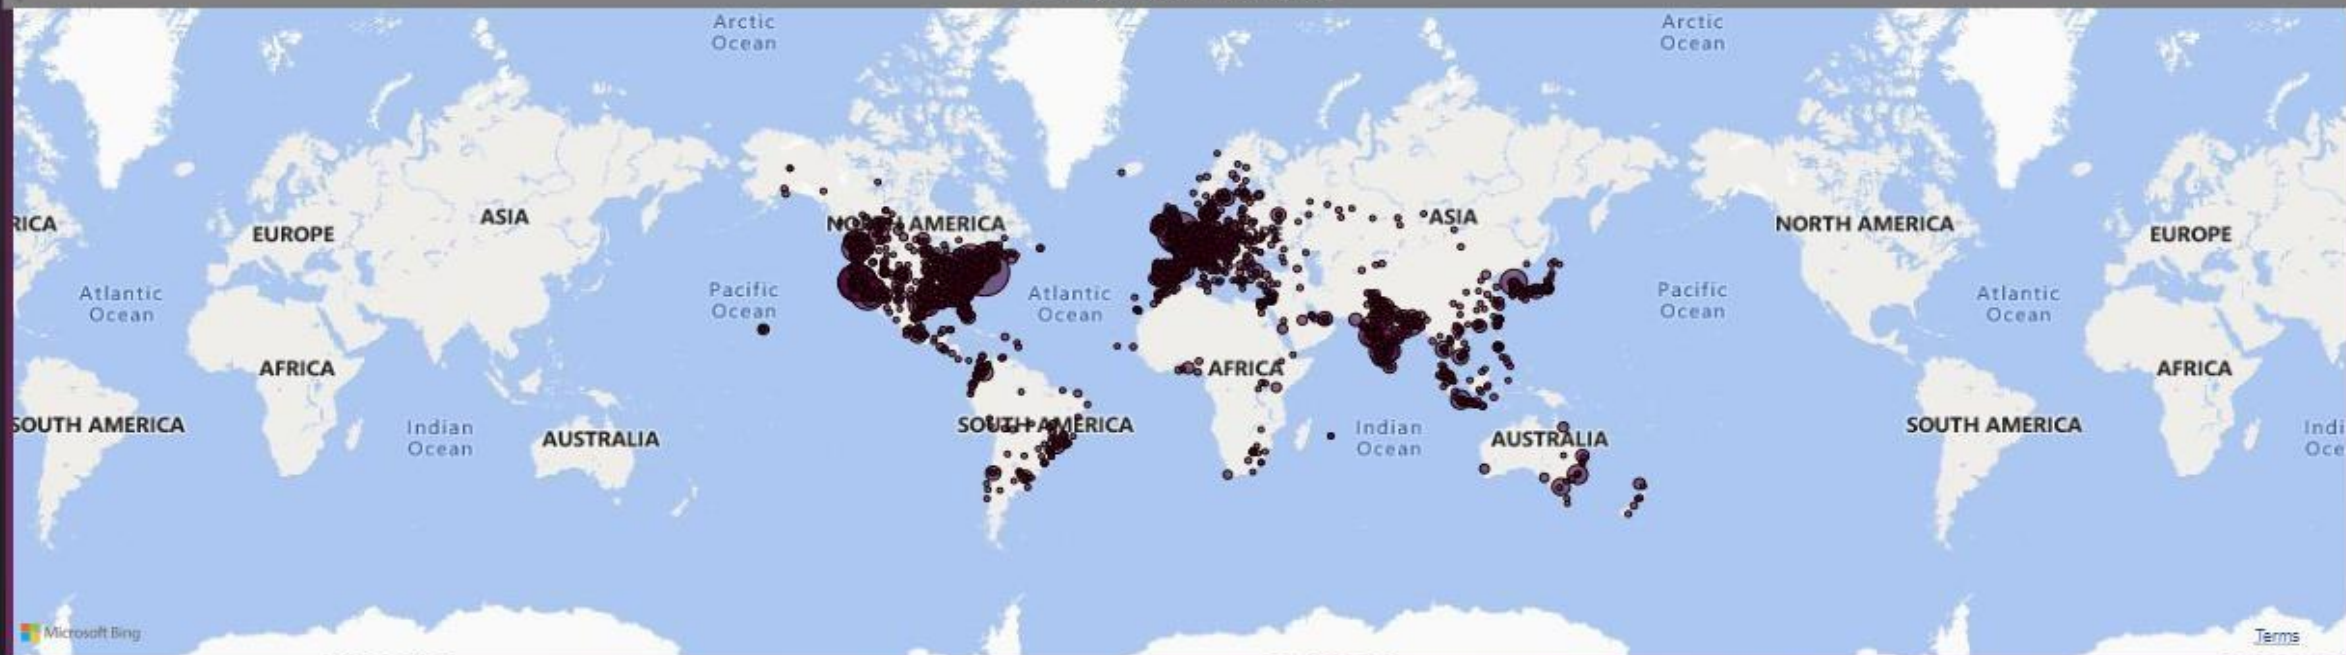 Arctic
Ocean
Arctic
Ocean
RICA
EUROPE
ASIA
NORTH AMERICA
ASIA
NORTH AMERICA
EUROPE
Atlantic
Ocean
Pacific
Ocean
Atlantic
Ocean
Pacific
Ocean
Atlantic
Ocean
AFRICA
AFRICA
AFRICA
SOUTH AMERICA
Indian
Ocean
AUSTRALIA
SOUTH AMERICA
Indian
Ocean
AUSTRALIA
SOUTH AMERICA
Indi
Oce
Microsoft Bing
Terms